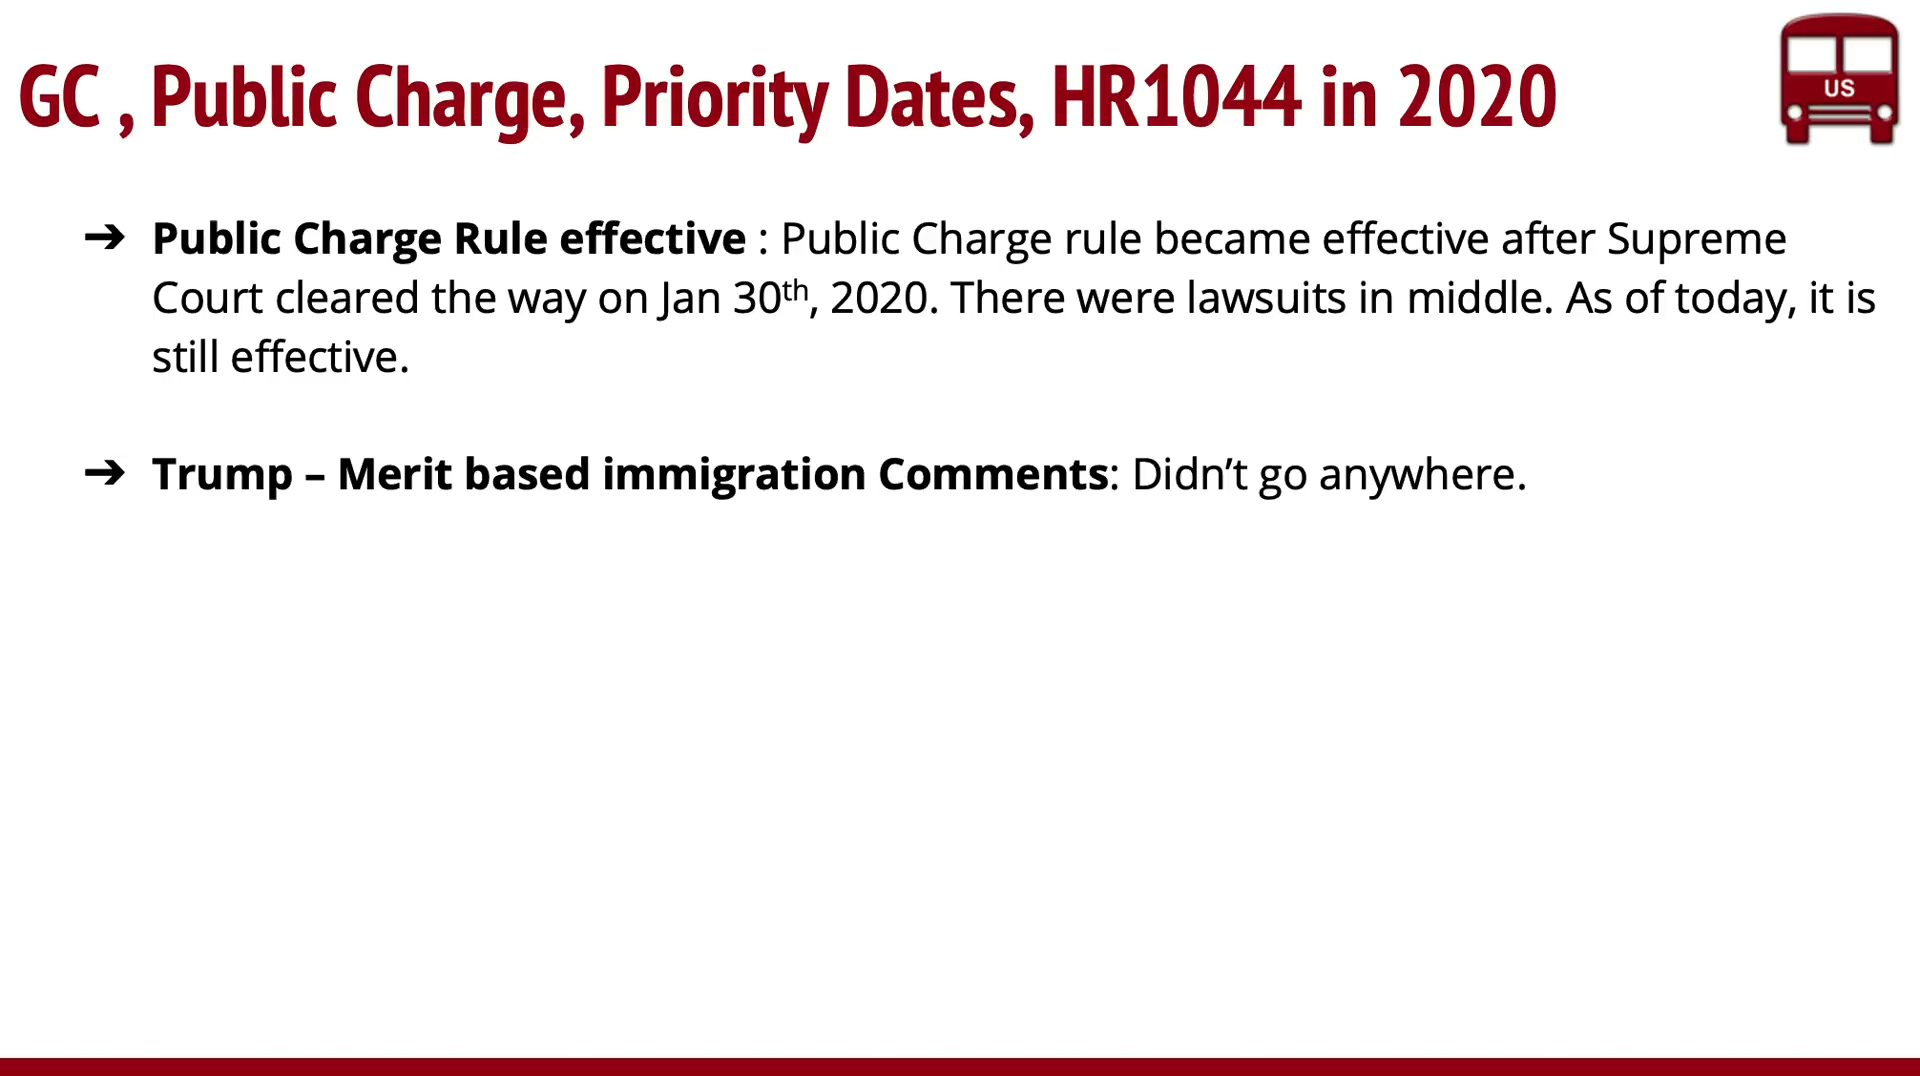 GC , Public Charge, Priority Dates, HR1044 in 2020
US
➔ Public Charge Rule effective : Public Charge rule became effective after Supreme
Court cleared the way on Jan 30th, 2020. There were lawsuits in middle. As of today, it is
still effective.
➔ Trump – Merit based immigration Comments: Didn’t go anywhere.